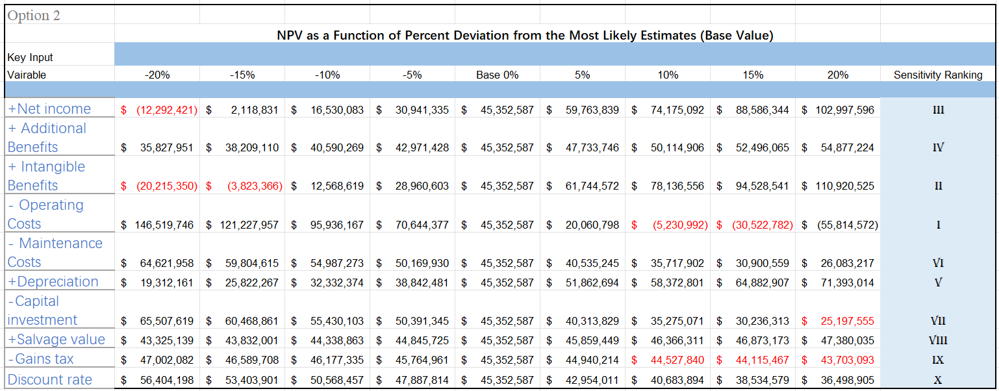 Option 2
NPV as a Function of Percent Deviation from the Most Likely Estimates (Base Value)
Key Input
Vairable -20% -15% -10% -5% Base 0% 5% 10% 15% 20% Sensitivity Ranking
+Net income $ (12,292,421) $ 2,118,831 $ 16,530,083 $ 30,941,335 $ 45,352,587 $ 59,763,839 $ 74,175,092 $ 88,586,344 $ 102,997,596 III
+ Additional
Benefits $ 35,827,951 $ 38,209,110 $ 40,590,269 $ 42,971,428 $ 45,352,587 $ 47,733,746 $ 50,114,906 $ 52,496,065 $ 54,877,224 IV
+ Intangible
Benefits $ (20,215,350) $ (3,823,366) $ 12,568,619 $ 28,960,603 $ 45,352,587 $ 61,744,572 $ 78,136,556 $ 94,528,541 $ 110,920,525 II
- Operating
Costs $ 146,519,746 $ 121,227,957 $ 95,936,167 $ 70,644,377 $ 45,352,587 $ 20,060,798 $ (5,230,992) $ (30,522,782) $ (55,814,572) I
- Maintenance
Costs $ 64,621,958 $ 59,804,615 $ 54,987,273 $ 50,169,930 $ 45,352,587 $ 40,535,245 $ 35,717,902 $ 30,900,559 $ 26,083,217 VI
+Depreciation $ 19,312,161 $ 25,822,267 $ 32,332,374 $ 38,842,481 $ 45,352,587 $ 51,862,694 $ 58,372,801 $ 64,882,907 $ 71,393,014 V
-Capital
investment $ 65,507,619 $ 60,468,861 $ 55,430,103 $ 50,391,345 $ 45,352,587 $ 40,313,829 $ 35,275,071 $ 30,236,313 $ 25,197,555 VII
+Salvage value $ 43,325,139 $ 43,832,001 $ 44,338,863 $ 44,845,725 $ 45,352,587 $ 45,859,449 $ 46,366,311 $ 46,873,173 $ 47,380,035 VIII
-Gains tax $ 47,002,082 $ 46,589,708 $ 46,177,335 $ 45,764,961 $ 45,352,587 $ 44,940,214 $ 44,527,840 $ 44,115,467 $ 43,703,093 IX
Discount rate $ 56,404,198 $ 53,403,901 $ 50,568,457 $ 47,887,814 $ 45,352,587 $ 42,954,011 $ 40,683,894 $ 38,534,579 $ 36,498,905 X